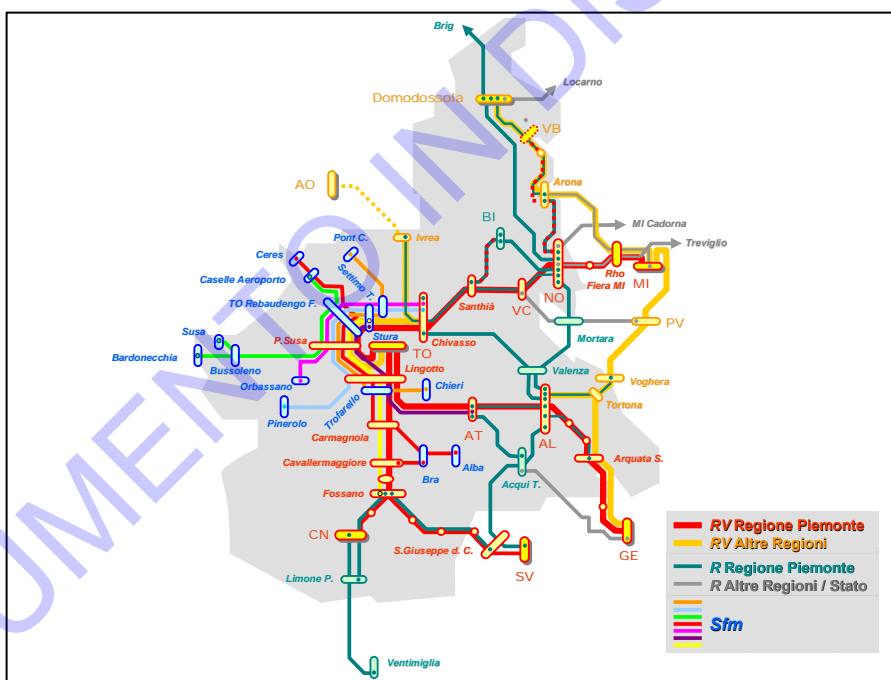 Brig
Locarno
Domodossola
VB
Arona
AO
BI
MI Cadorna
Ivrea
Pont C.
Treviglio
Ceres
Settimo T.
Caselle Aeroporto
Rho
Fiera MI
MI
TO Rebaudengo F.
Santhià
VC
NO
Susa
P.Susa
Stura
TO
Chivasso
Mortara
PV
Bardonecchia
Bussoleno
Lingotto
Valenza
Orbassano
Chieri
Voghera
Trofarello
Tortona
Pinerolo
Carmagnola
AT
AL
Cavallermaggiore
Arquata S.
Bra
Alba
Acqui T.
Fossano
CN
S.Giuseppe d. C.
GE
SV
Limone P.
Ventimiglia
RV Regione Piemonte
RV Altre Regioni
R Regione Piemonte
R Altre Regioni / Stato
Sfm
UMENTO IN DIS